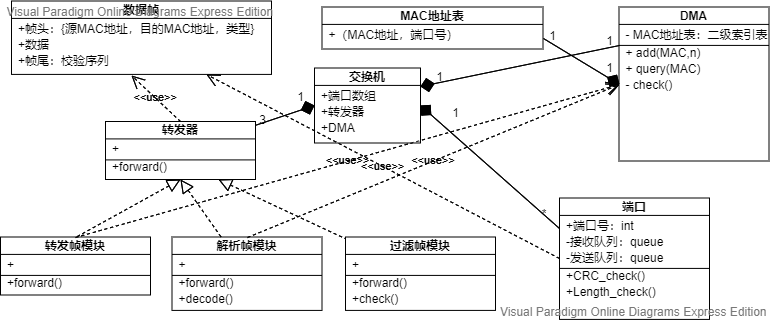 Visual Paradigm Online Diagrams Express Edition
数据帧
+帧头：{源MAC地址，目的MAC地址，类型}
+数据
+帧尾：校验序列
MAC地址表
+（MAC地址，端口号）
DMA
- MAC地址表：二级索引表
+ add(MAC,n)
+ query(MAC)
- check()
1
1
1
1
<<use>>
交换机
+端口数组
+转发器
+DMA
1
1
3
转发器
+
+forward()
<<use>>
<<use>>
<<use>>
*
端口
+端口号：int
-接收队列：queue
-发送队列：queue
+CRC_check()
+Length_check()
转发帧模块
+
+forward()
解析帧模块
+
+forward()
+decode()
过滤帧模块
+
+forward()
+check()
Visual Paradigm Online Diagrams Express Edition